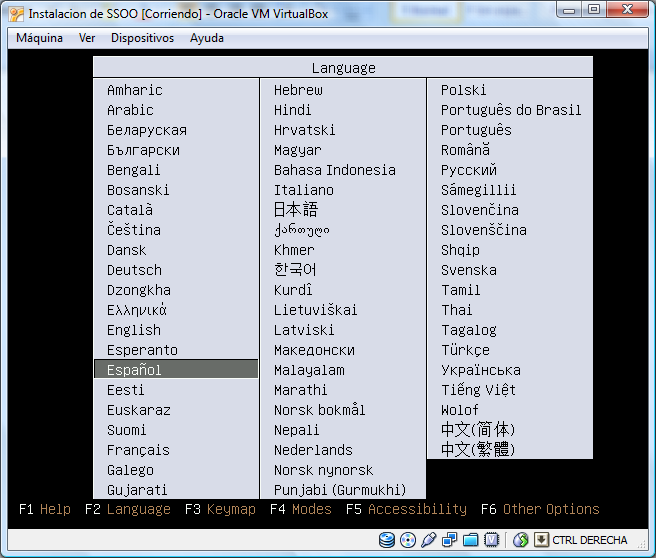 Instalacion de SSOO [Corriendo] - Oracle VM VirtualBox
Máquina Ver Dispositivos Ayuda
Language
Amharic
Arabic
Беларуская
Български
Bengali
Bosanski
Català
Čeština
Dansk
Deutsch
Dzongkha
Ελληνικά
English
Esperanto
Español
Eesti
Euskaraz
Suomi
Français
Galego
Gujarati
Hebrew
Hindi
Hrvatski
Magyar
Bahasa Indonesia
Italiano
日本語
ქართული
Khmer
한국어
Kurdî
Lietuviškai
Latviski
Македонски
Malayalam
Marathi
Norsk bokmål
Nepali
Nederlands
Norsk nynorsk
Punjabi (Gurmukhi)
Polski
Português do Brasil
Português
Română
Русский
Sámegillii
Slovenčina
Slovenščina
Shqip
Svenska
Tamil
Thai
Tagalog
Türkçe
Українська
Tiếng Việt
Wolof
中文(简体)
中文(繁體)
F1 Help F2 Language F3 Keymap F4 Modes F5 Accessibility F6 Other Options
CTRL DERECHA